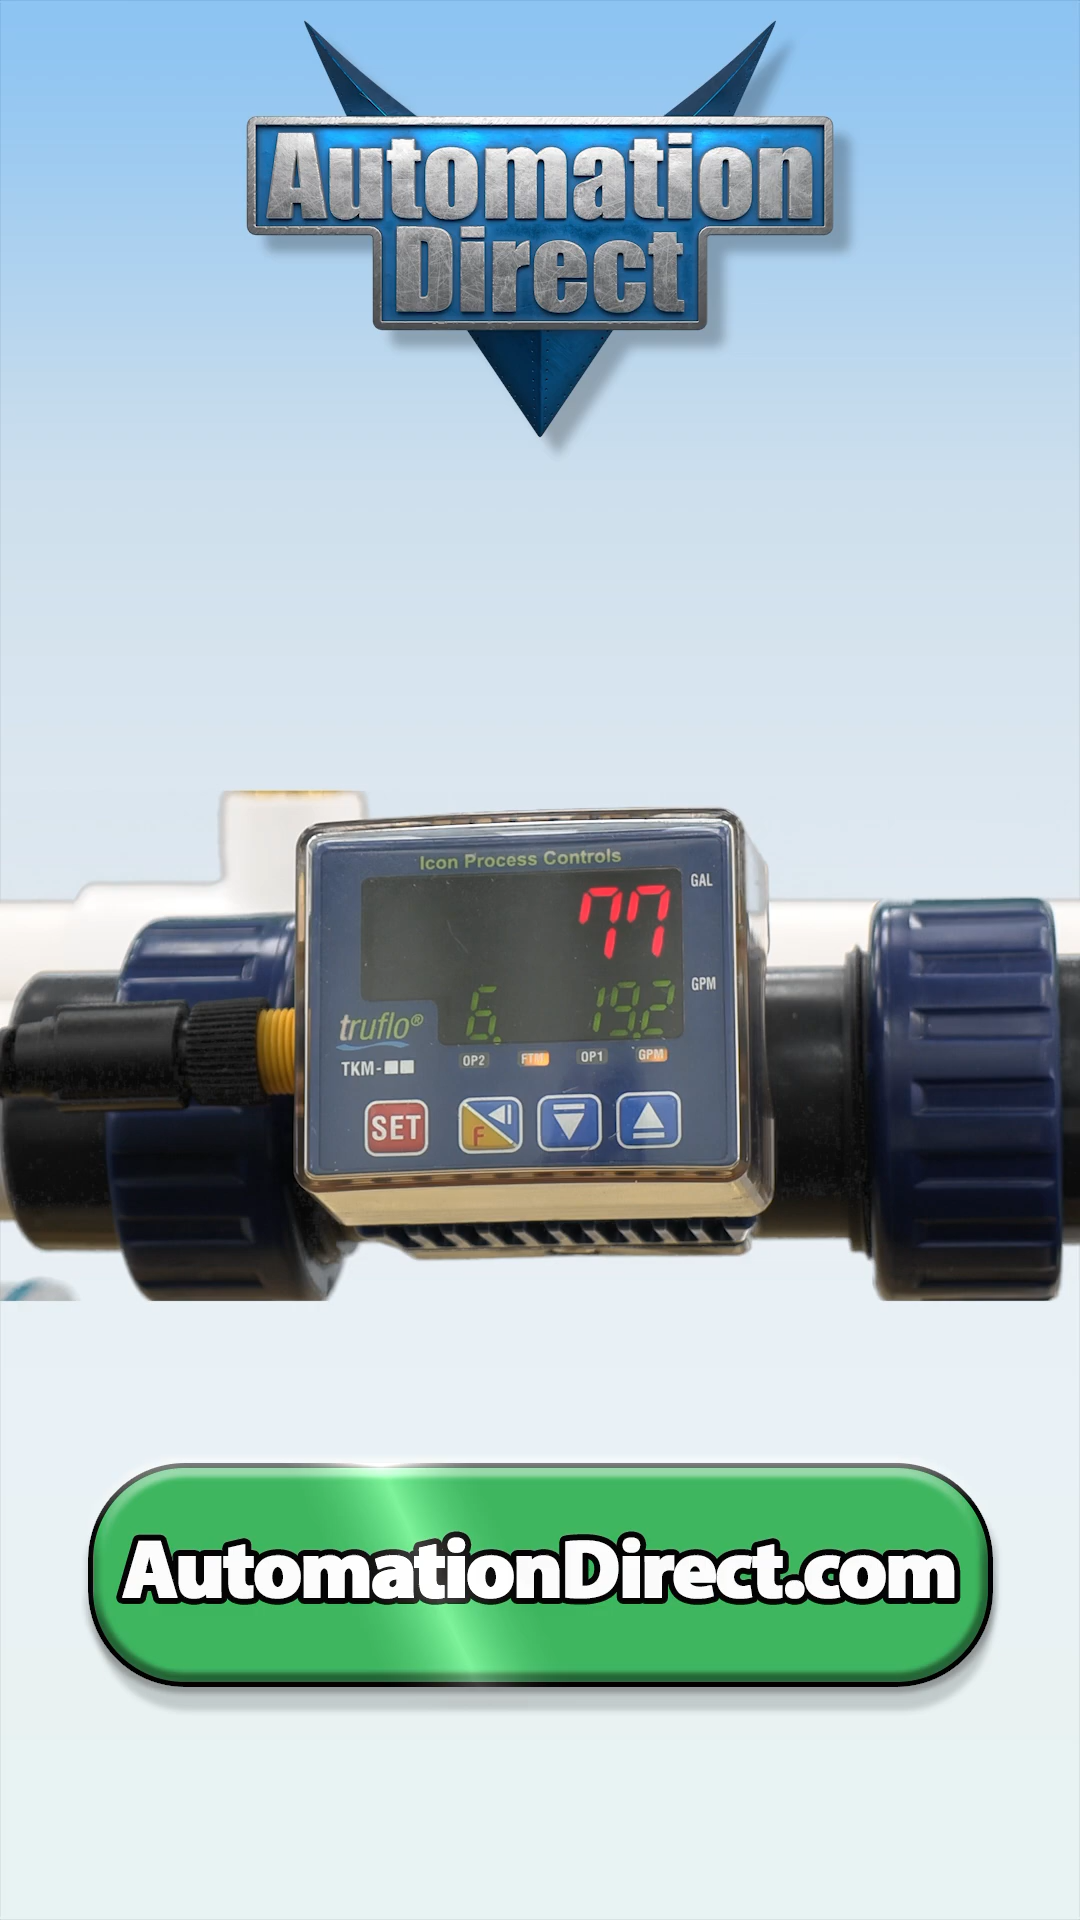 Automation
Direct
Icon Process Controls
77 GAL
6. 19.2 GPM
truflo®
OP2 FTM OP1 GPM
TKM-
SET F
AutomationDirect.com